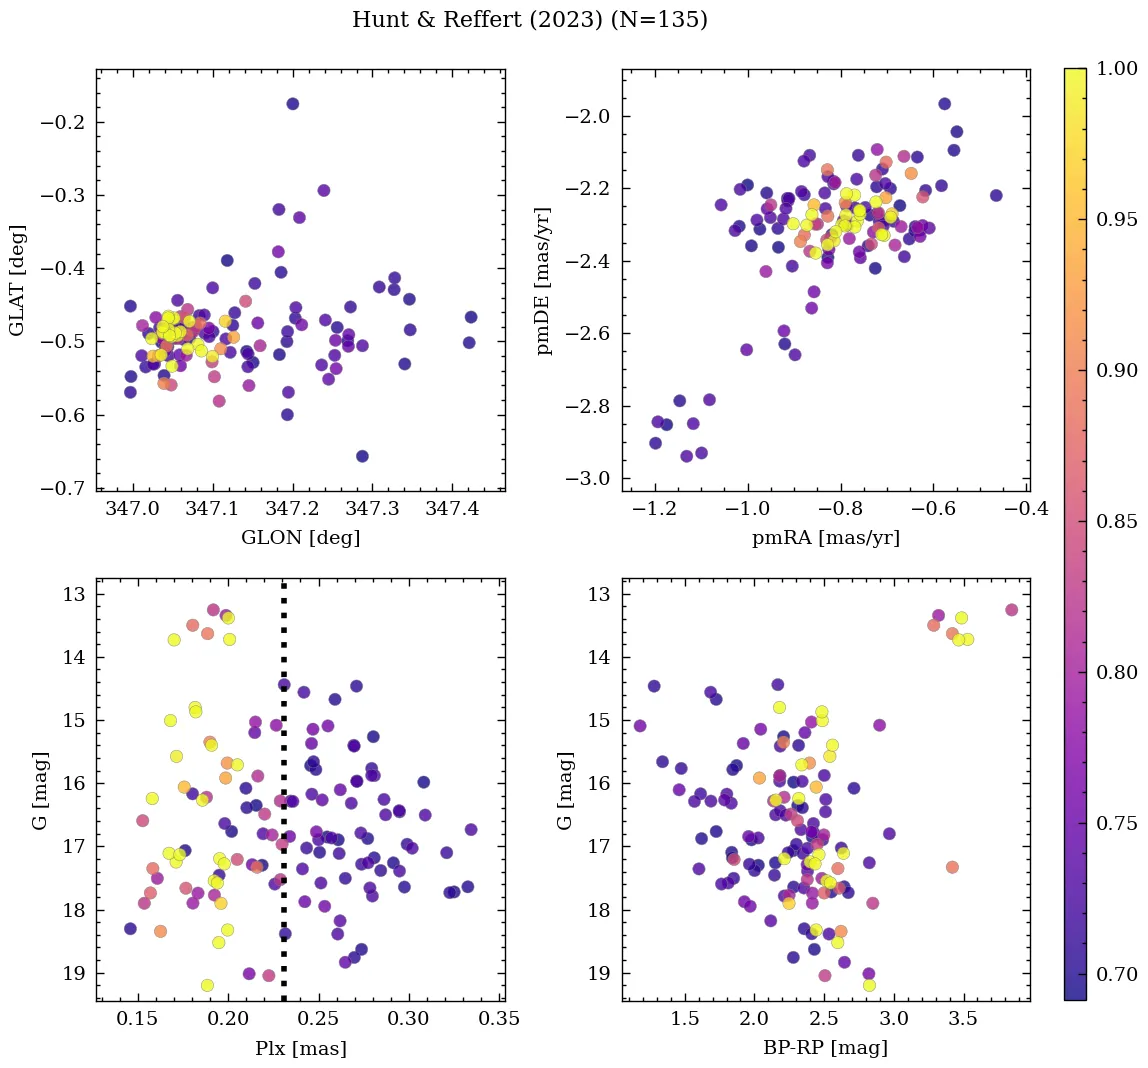 Hunt & Reffert (2023) (N=135)
−0.2
−0.3
−0.4
−0.5
−0.6
−0.7
GLAT [deg]
347.0 347.1 347.2 347.3 347.4
GLON [deg]
−2.0
−2.2
−2.4
−2.6
−2.8
−3.0
pmDE [mas/yr]
−1.2 −1.0 −0.8 −0.6 −0.4
pmRA [mas/yr]
13
14
15
16
17
18
19
G [mag]
0.15 0.20 0.25 0.30 0.35
Plx [mas]
13
14
15
16
17
18
19
G [mag]
1.5 2.0 2.5 3.0 3.5
BP-RP [mag]
1.00
0.95
0.90
0.85
0.80
0.75
0.70